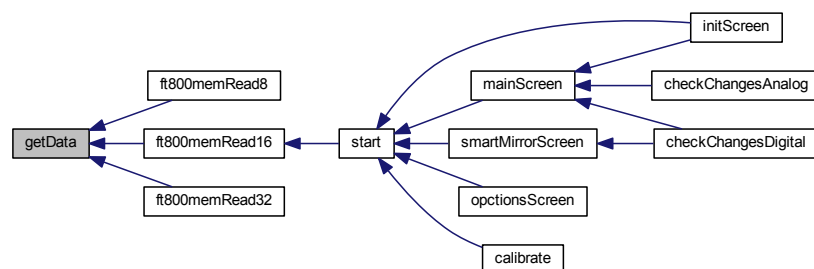 getData
ft800memRead8
ft800memRead16
ft800memRead32
start
initScreen
mainScreen
smartMirrorScreen
opctionsScreen
calibrate
checkChangesAnalog
checkChangesDigital